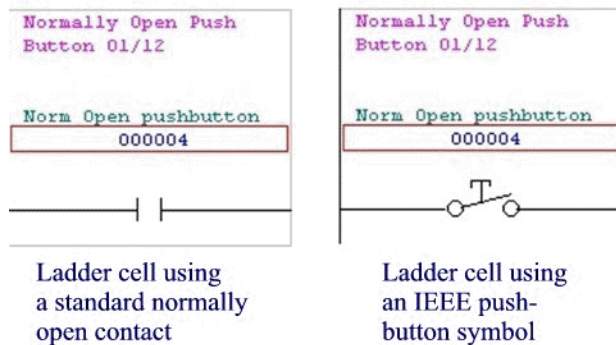 Normally Open Push
Button 01/12
Norm Open pushbutton
000004
Ladder cell using
a standard normally
open contact
Normally Open Push
Button 01/12
Norm Open pushbutton
000004
Ladder cell using
an IEEE push-
button symbol